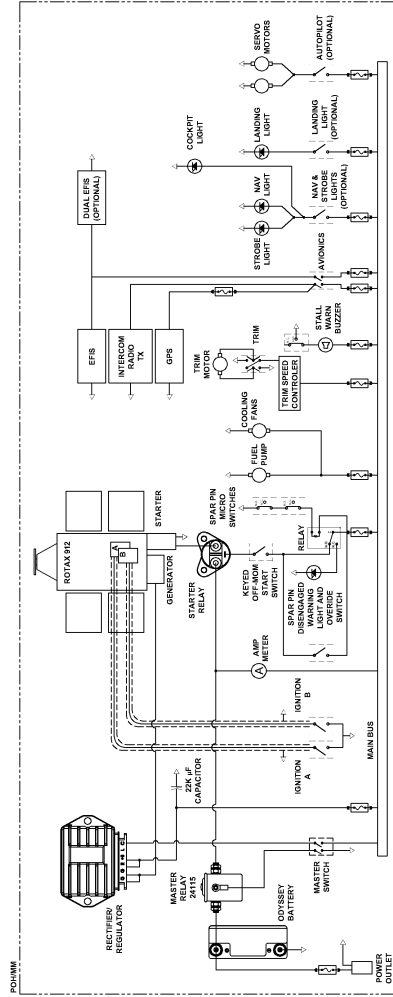 POH/MM
RECTIFIER/
REGULATOR
G G R +B L C
22K µF
CAPACITOR
MASTER
RELAY
24115
ODYSSEY
BATTERY
POWER
OUTLET
MASTER
SWITCH
IGNITION
A
IGNITION
B
MAIN BUS
ROTAX 912
A
B
GENERATOR
STARTER
STARTER
RELAY
A
AMP
METER
KEYED
OFF-MOM
START
SWITCH
SPAR PIN
MICRO
SWITCHES
RELAY
SPAR PIN
DISENGAGED
WARNING
LIGHT AND
OVERIDE
SWITCH
FUEL
PUMP
COOLING
FANS
TRIM
MOTOR
TRIM
TRIM SPEED
CONTROLER
STALL
WARN
BUZZER
EFIS
INTERCOM
RADIO
TX
GPS
DUAL EFIS
(OPTIONAL)
AVIONICS
STROBE
LIGHT
NAV
LIGHT
COCKPIT
LIGHT
NAV &
STROBE
LIGHTS
(OPTIONAL)
LANDING
LIGHT
LANDING
LIGHT
(OPTIONAL)
SERVO
MOTORS
AUTOPILOT
(OPTIONAL)